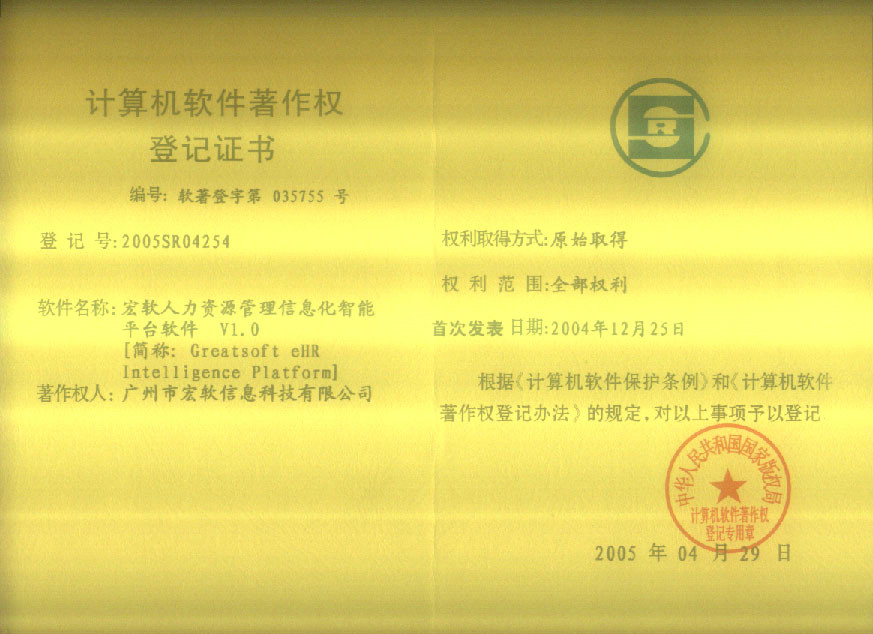 计算机软件著作权
登记证书
编号: 软著登字第 035755 号
登 记 号:2005SR04254
软件名称:宏软人力资源管理信息化智能
平台软件 V1.0
[简称: Greatsoft eHR
Intelligence Platform]
著作权人:广州市宏软信息科技有限公司
R
权利取得方式:原始取得
权 利 范 围:全部权利
首次发表日期:2004年12月25日
根据《计算机软件保护条例》和《计算机软件
著作权登记办法》的规定,对以上事项予以登记
中华人民共和国国家版权局
计算机软件著作权
登记专用章
2005 年 04 月 29 日